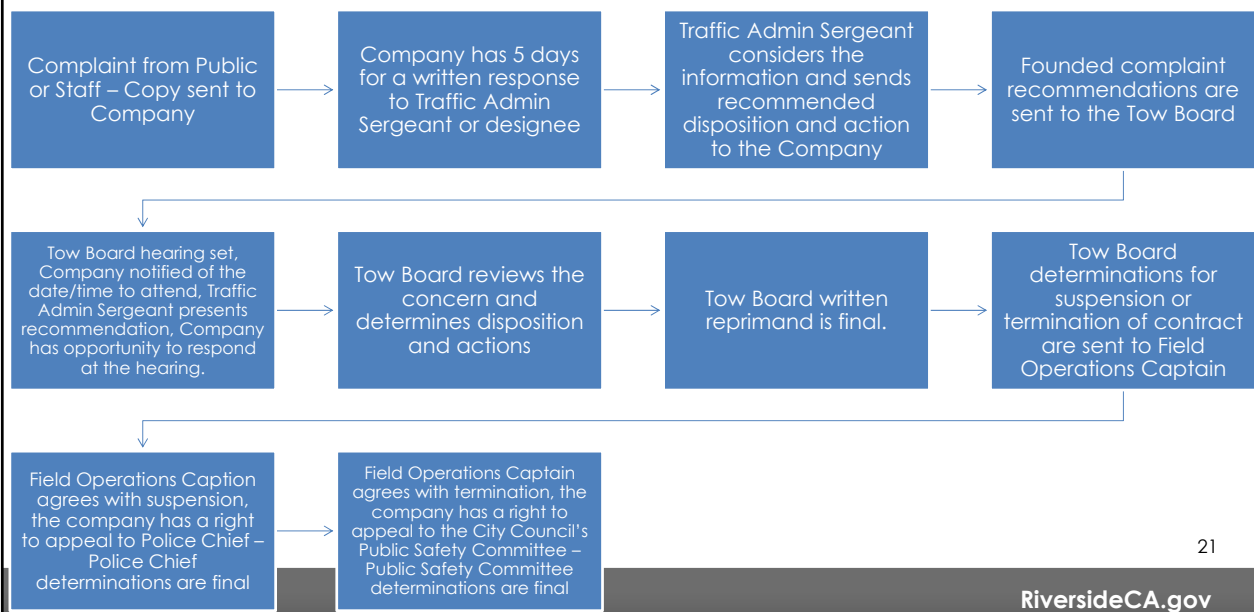 Complaint from Public
or Staff – Copy sent to
Company
Company has 5 days
for a written response
to Traffic Admin
Sergeant or designee
Traffic Admin Sergeant
considers the
information and sends
recommended
disposition and action
to the Company
Founded complaint
recommendations are
sent to the Tow Board
Tow Board hearing set,
Company notified of the
date/time to attend, Traffic
Admin Sergeant presents
recommendation, Company
has opportunity to respond
at the hearing.
Tow Board reviews the
concern and
determines disposition
and actions
Tow Board written
reprimand is final.
Tow Board
determinations for
suspension or
termination of contract
are sent to Field
Operations Captain
Field Operations Caption
agrees with suspension,
the company has a right
to appeal to Police Chief –
Police Chief
determinations are final
Field Operations Captain
agrees with termination, the
company has a right to
appeal to the City Council’s
Public Safety Committee –
Public Safety Committee
determinations are final
21
RiversideCA.gov